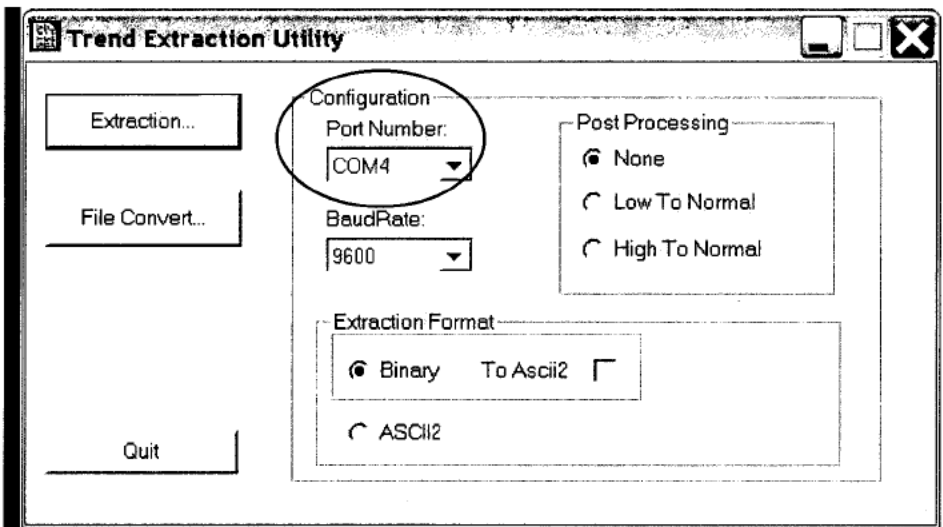 Trend Extraction Utility
Extraction...
File Convert...
Quit
Configuration
Port Number:
COM4
BaudRate:
9600
Post Processing
None
Low To Normal
High To Normal
Extraction Format
Binary To Ascii2
ASCII2